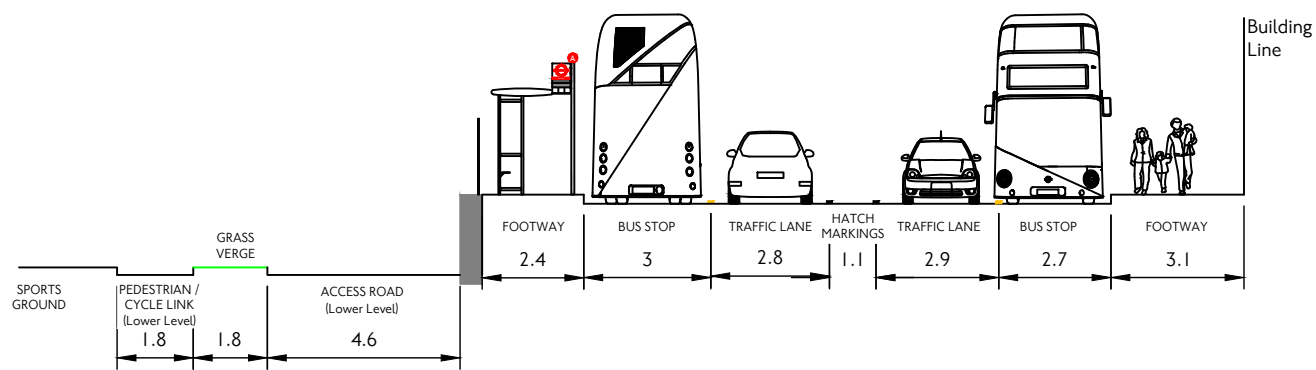 A
Building
Line
FOOTWAY
BUS STOP
TRAFFIC LANE
HATCH
MARKINGS
TRAFFIC LANE
BUS STOP
FOOTWAY
2.4
3
2.8
1.1
2.9
2.7
3.1
GRASS
VERGE
SPORTS
GROUND
PEDESTRIAN /
CYCLE LINK
(Lower Level)
ACCESS ROAD
(Lower Level)
1.8
1.8
4.6